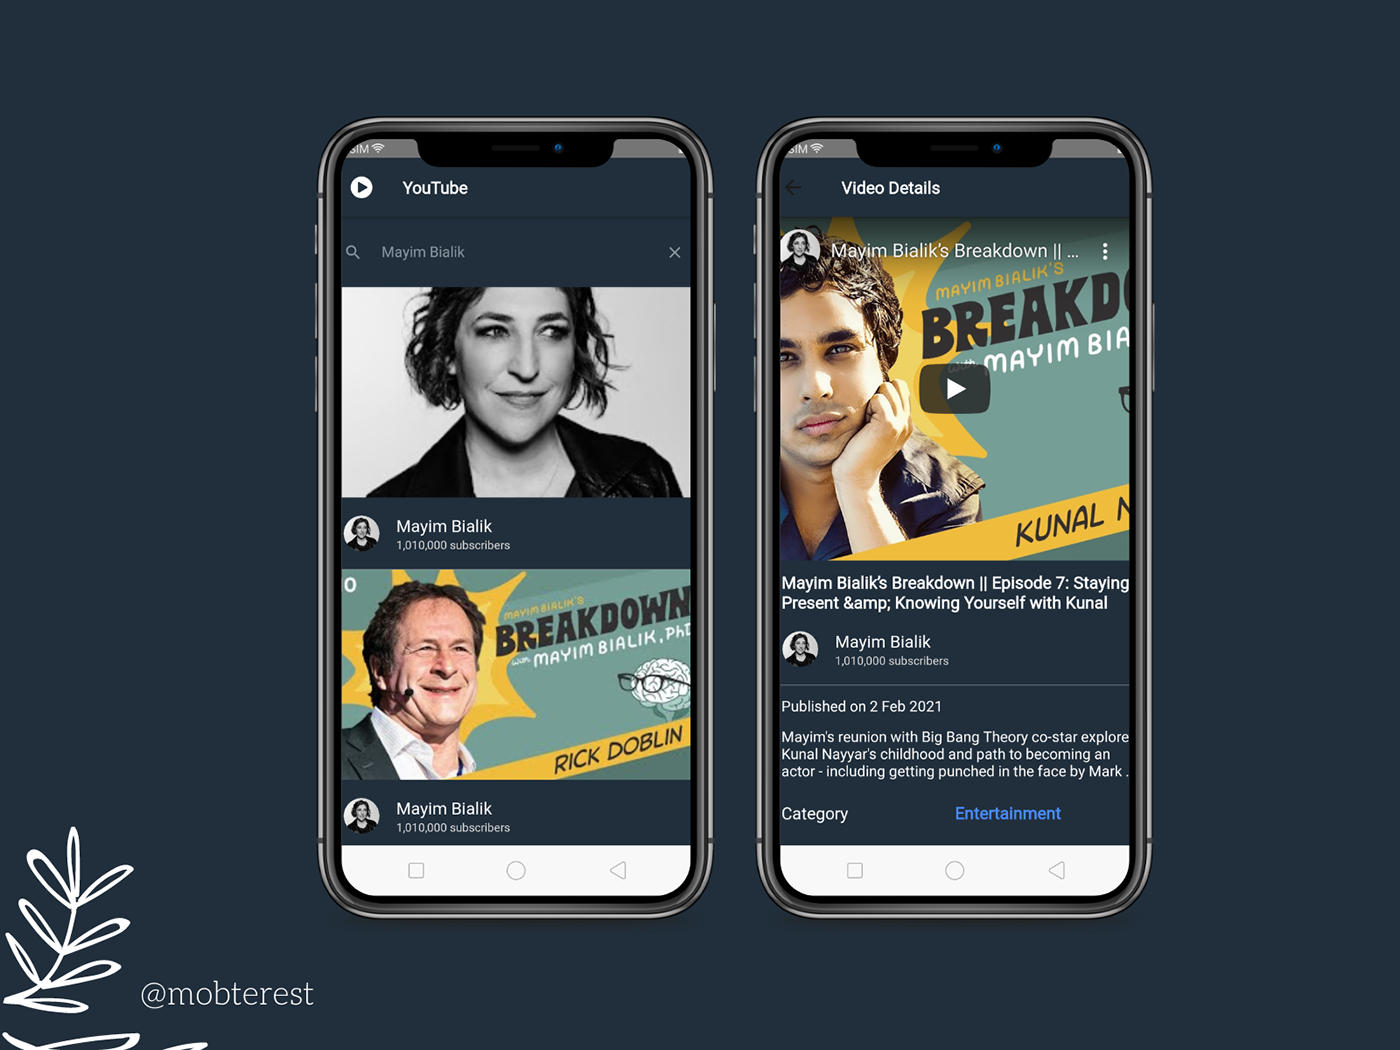 SIM
YouTube
Mayim Bialik
Mayim Bialik
1,010,000 subscribers
MAYIM BIALIK'S
BREAKDOWN
with MAYIM BIALIK, PhD
RICK DOBLIN
Mayim Bialik
1,010,000 subscribers
SIM
Video Details
Mayim Bialik’s Breakdown || ...
MAYIM BIALIK'S
BREAKDO
with MAYIM BIA
KUNAL N
Mayim Bialik’s Breakdown || Episode 7: Staying
Present &amp; Knowing Yourself with Kunal
Mayim Bialik
1,010,000 subscribers
Published on 2 Feb 2021
Mayim's reunion with Big Bang Theory co-star explore
Kunal Nayyar's childhood and path to becoming an
actor - including getting punched in the face by Mark .
Category
Entertainment
@mobterest